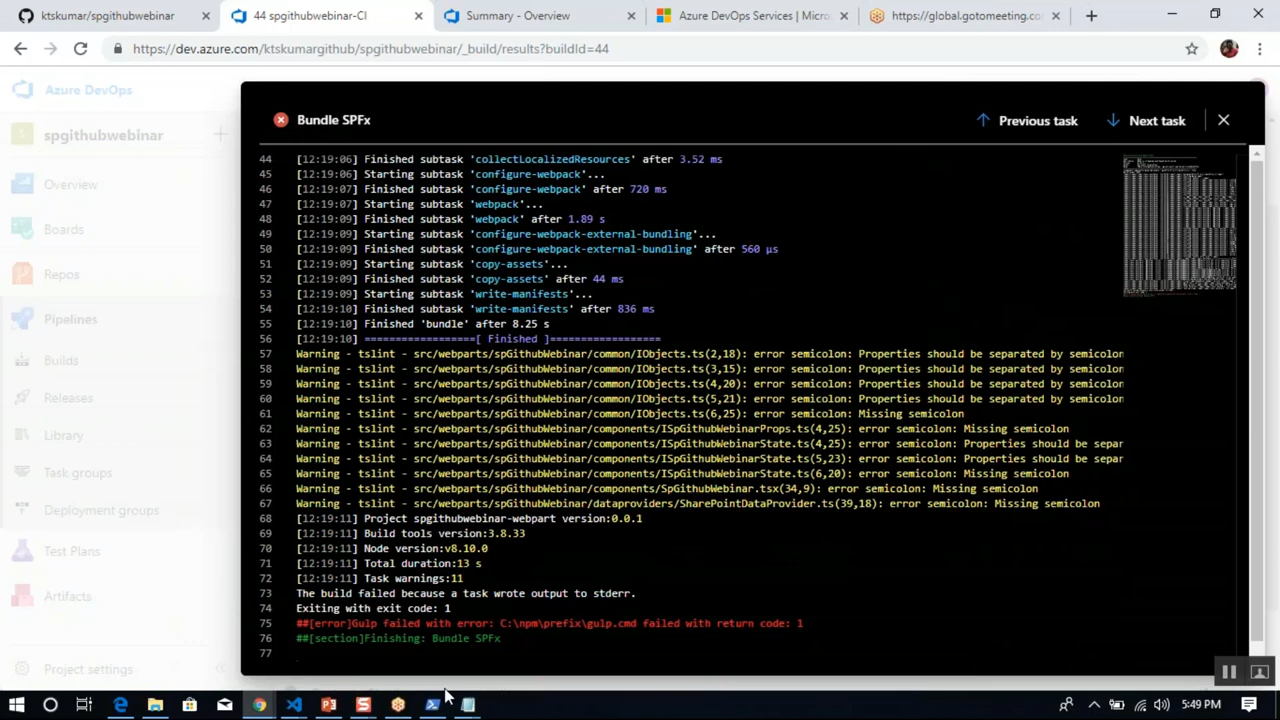 ktskumar/spgithubwebinar
44 spgithubwebinar-CI
Summary - Overview
Azure DevOps Services | Micros
https://global.gotomeeting.com
https://dev.azure.com/ktskumargithub/spgithubwebinar/_build/results?buildId=44
Azure DevOps
spgithubwebinar
Overview
Boards
Repos
Pipelines
Builds
Releases
Library
Task groups
Deployment groups
Test Plans
Artifacts
Project settings
Bundle SPFx
Previous task
Next task
44 [12:19:06] Finished subtask 'collectLocalizedResources' after 3.52 ms
45 [12:19:06] Starting subtask 'configure-webpack'...
46 [12:19:07] Finished subtask 'configure-webpack' after 720 ms
47 [12:19:07] Starting subtask 'webpack'...
48 [12:19:09] Finished subtask 'webpack' after 1.89 s
49 [12:19:09] Starting subtask 'configure-webpack-external-bundling'...
50 [12:19:09] Finished subtask 'configure-webpack-external-bundling' after 560 μs
51 [12:19:09] Starting subtask 'copy-assets'...
52 [12:19:09] Finished subtask 'copy-assets' after 44 ms
53 [12:19:09] Starting subtask 'write-manifests'...
54 [12:19:10] Finished subtask 'write-manifests' after 836 ms
55 [12:19:10] Finished 'bundle' after 8.25 s
56 [12:19:10] ==================[ Finished ]==================
57 Warning - tslint - src/webparts/spGithubWebinar/common/IObjects.ts(2,18): error semicolon: Properties should be separated by semicolon
58 Warning - tslint - src/webparts/spGithubWebinar/common/IObjects.ts(3,15): error semicolon: Properties should be separated by semicolon
59 Warning - tslint - src/webparts/spGithubWebinar/common/IObjects.ts(4,20): error semicolon: Properties should be separated by semicolon
60 Warning - tslint - src/webparts/spGithubWebinar/common/IObjects.ts(5,21): error semicolon: Properties should be separated by semicolon
61 Warning - tslint - src/webparts/spGithubWebinar/common/IObjects.ts(6,25): error semicolon: Missing semicolon
62 Warning - tslint - src/webparts/spGithubWebinar/components/ISpGithubWebinarProps.ts(4,25): error semicolon: Missing semicolon
63 Warning - tslint - src/webparts/spGithubWebinar/components/ISpGithubWebinarState.ts(4,25): error semicolon: Properties should be separ
64 Warning - tslint - src/webparts/spGithubWebinar/components/ISpGithubWebinarState.ts(5,23): error semicolon: Properties should be separ
65 Warning - tslint - src/webparts/spGithubWebinar/components/ISpGithubWebinarState.ts(6,20): error semicolon: Missing semicolon
66 Warning - tslint - src/webparts/spGithubWebinar/components/SpGithubWebinar.tsx(34,9): error semicolon: Missing semicolon
67 Warning - tslint - src/webparts/spGithubWebinar/dataproviders/SharePointDataProvider.ts(39,18): error semicolon: Missing semicolon
68 [12:19:11] Project spgithubwebinar-webpart version:0.0.1
69 [12:19:11] Build tools version:3.8.33
70 [12:19:11] Node version:v8.10.0
71 [12:19:11] Total duration:13 s
72 [12:19:11] Task warnings:11
73 The build failed because a task wrote output to stderr.
74 Exiting with exit code: 1
75 ##[error]Gulp failed with error: C:\npm\prefix\gulp.cmd failed with return code: 1
76 ##[section]Finishing: Bundle SPFx
77
5:49 PM